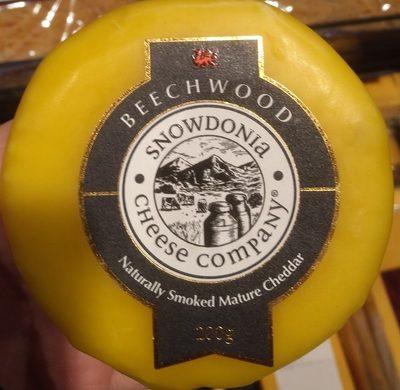 BEECHWOOD
SNOWDONIA
CHEESE COMPANY®
Naturally Smoked Mature Cheddar
200g